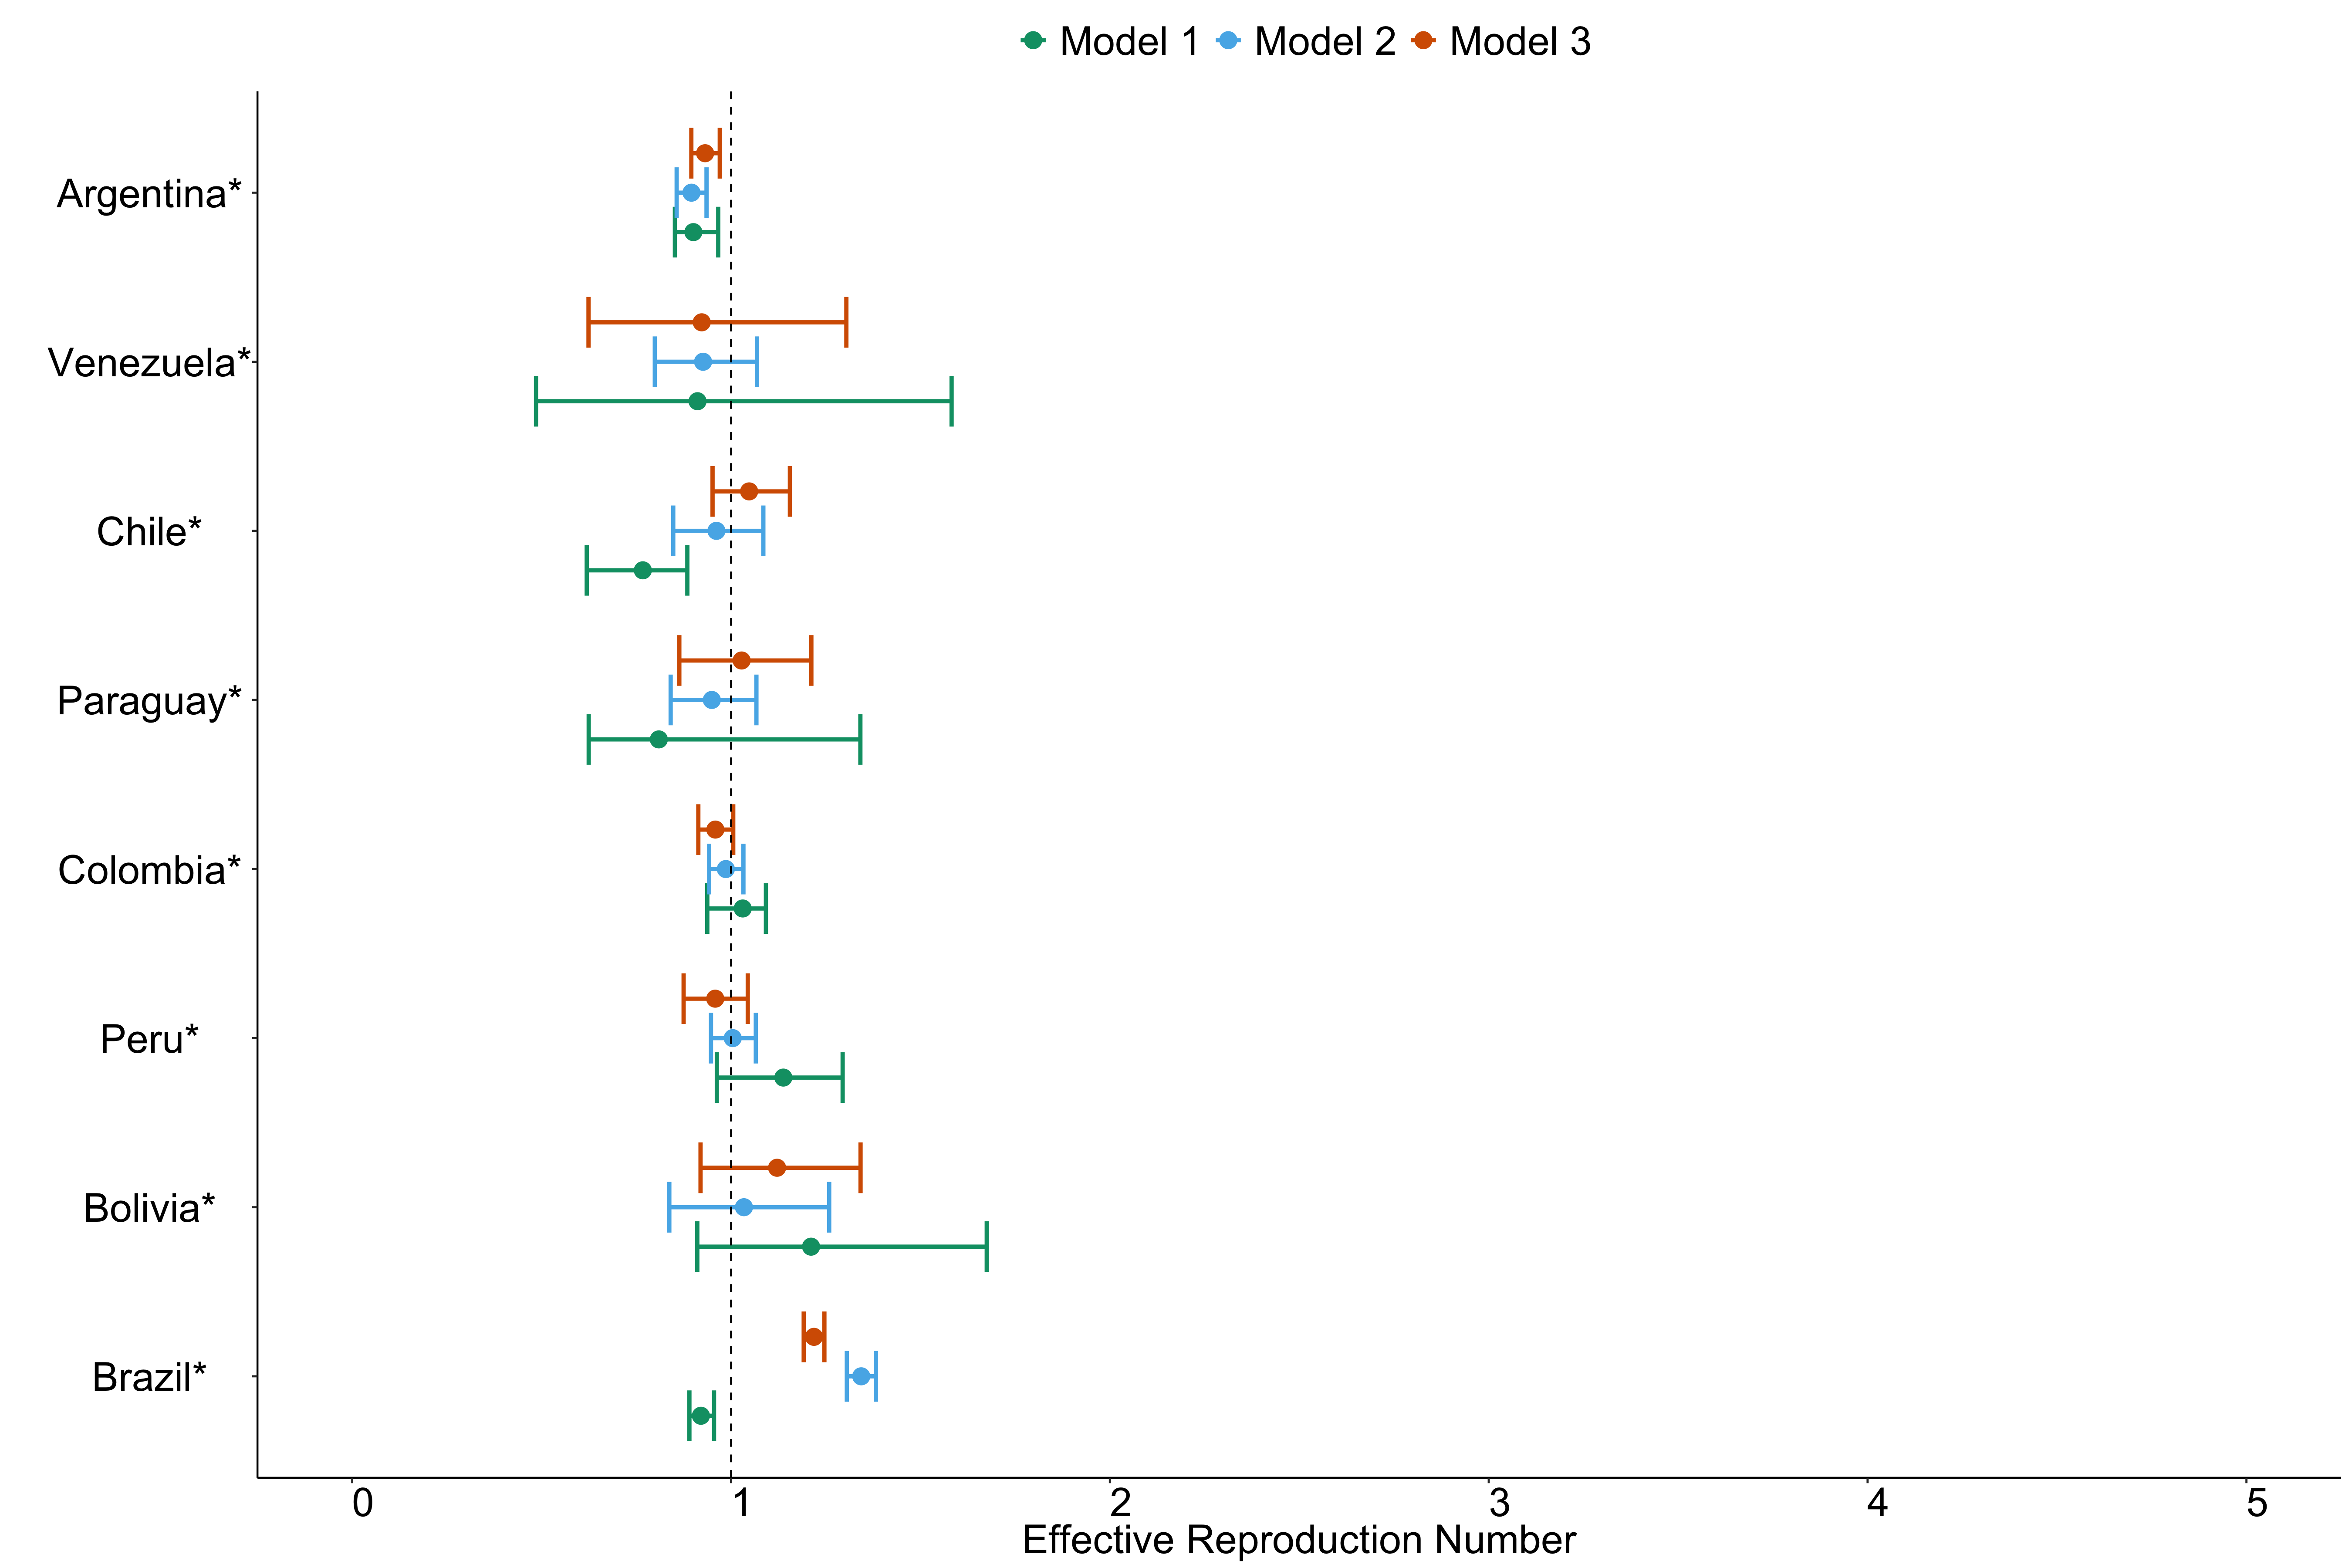 Model 1 Model 2 Model 3
Argentina*
Venezuela*
Chile*
Paraguay*
Colombia*
Peru*
Bolivia*
Brazil*
0 1 2 3 4 5
Effective Reproduction Number